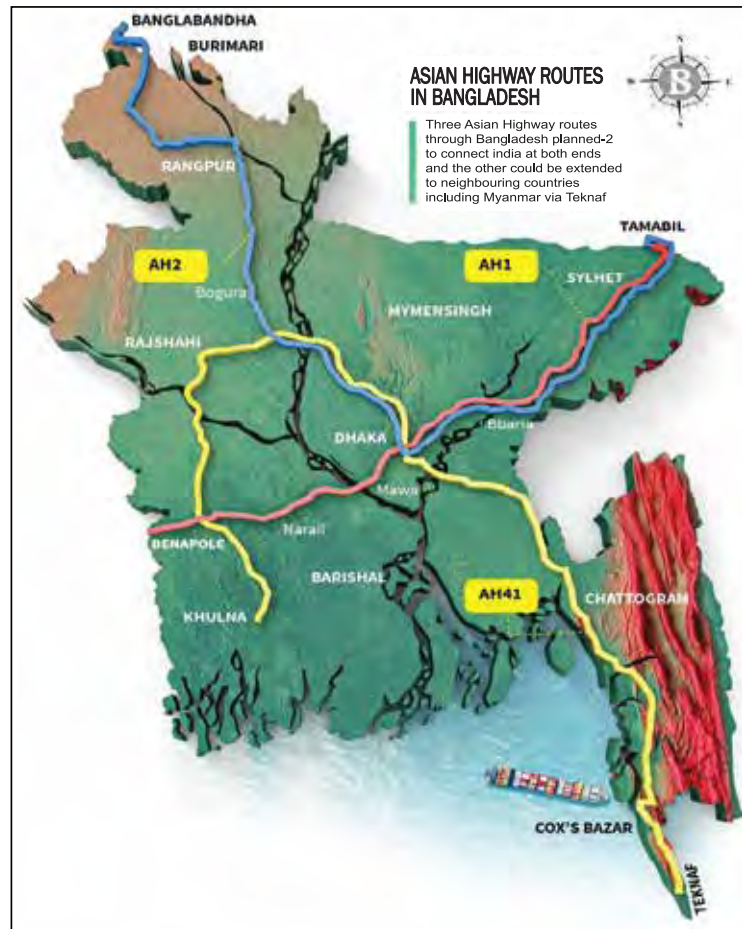 BANGLABANDHA
BURIMARI
ASIAN HIGHWAY ROUTES
IN BANGLADESH
N
W
B
E
S
Three Asian Highway routes
through Bangladesh planned-2
to connect india at both ends
and the other could be extended
to neighbouring countries
including Myanmar via Teknaf
RANGPUR
TAMABIL
AH2
AH1
SYLHET
Bogura
MYMENSINGH
RAJSHAHI
DHAKA
Bbaria
Mawa
Narail
BENAPOLE
BARISHAL
AH41
CHATTOGRAM
KHULNA
COX'S BAZAR
TEKNAF